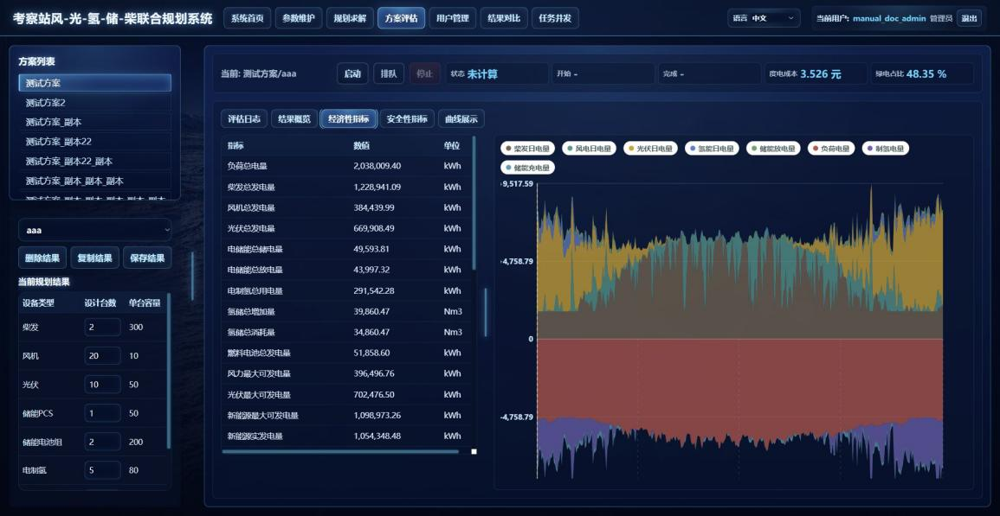 考察站风-光-氢-储-柴联合规划系统 系统首页 参数维护 规划求解 方案评估 用户管理 结果对比 任务并发 语言 中文 当前用户: manual_doc_admin 管理员 退出
方案列表
测试方案
测试方案2
测试方案_副本
测试方案_副本22
测试方案_副本22_副本
测试方案_副本_副本_副本
aaa
删除结果 复制结果 保存结果
当前规划结果
设备类型 设计台数 单台容量
柴发 2 300
风机 20 10
光伏 10 50
储能PCS 1 50
储能电池组 2 200
电制氢 5 80
当前: 测试方案/aaa 启动 排队 停止 状态 未计算 开始 - 完成 - 度电成本 3.526 元 绿电占比 48.35 %
评估日志 结果概览 经济性指标 安全性指标 曲线展示
指标 数值 单位
负荷总电量 2,038,009.40 kWh
柴发总发电量 1,228,941.09 kWh
风机总发电量 384,439.99 kWh
光伏总发电量 669,908.49 kWh
电储能总储电量 49,593.81 kWh
电储能总放电量 43,997.32 kWh
电制氢总用电量 291,542.28 kWh
氢储总增加量 39,860.47 Nm3
氢储总消耗量 34,860.47 Nm3
燃料电池总发电量 51,858.60 kWh
风力最大可发电量 396,496.76 kWh
光伏最大可发电量 702,476.50 kWh
新能源最大可发电量 1,098,973.26 kWh
新能源实发电量 1,054,348.48 kWh
柴发日电量 风电日电量 光伏日电量 氢能日电量 储能放电量 负荷电量 制氢电量
储能充电量
9,517.59
4,758.79
0
-4,758.79